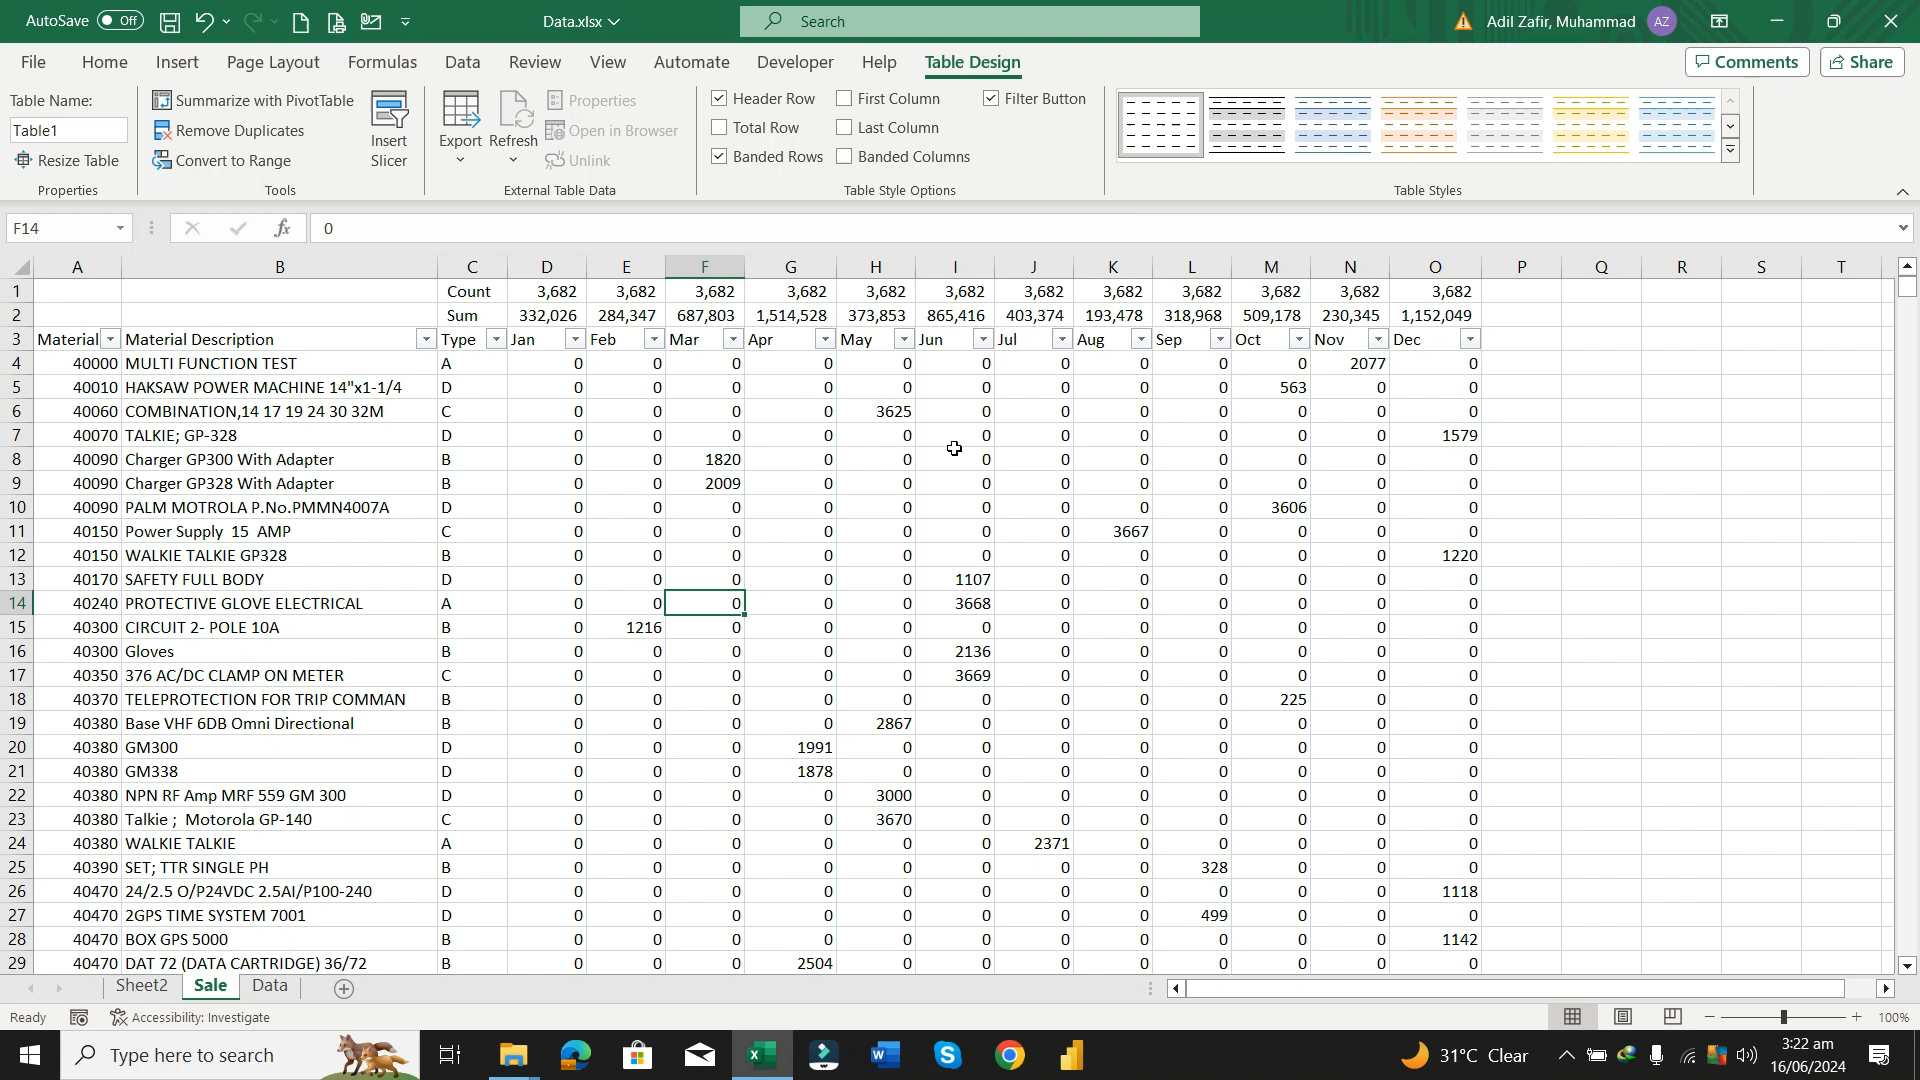 AutoSave Off Data.xlsx Search Adil Zafir, Muhammad AZ
File Home Insert Page Layout Formulas Data Review View Automate Developer Help Table Design Comments Share
Table Name:
Table1
Resize Table
Properties
Summarize with PivotTable
Remove Duplicates
Convert to Range
Tools
Insert
Slicer
Export Refresh
Properties
Open in Browser
Unlink
External Table Data
Header Row First Column Filter Button
Total Row Last Column
Banded Rows Banded Columns
Table Style Options
Table Styles
F14 fx 0
A B C D E F G H I J K L M N O P Q R S T
1 Count 3,682 3,682 3,682 3,682 3,682 3,682 3,682 3,682 3,682 3,682 3,682 3,682
2 Sum 332,026 284,347 687,803 1,514,528 373,853 865,416 403,374 193,478 318,968 509,178 230,345 1,152,049
3 Material Material Description Type Jan Feb Mar Apr May Jun Jul Aug Sep Oct Nov Dec
4 40000 MULTI FUNCTION TEST A 0 0 0 0 0 0 0 0 0 0 2077 0
5 40010 HAKSAW POWER MACHINE 14"x1-1/4 D 0 0 0 0 0 0 0 0 0 563 0 0
6 40060 COMBINATION,14 17 19 24 30 32M C 0 0 0 0 3625 0 0 0 0 0 0 0
7 40070 TALKIE; GP-328 D 0 0 0 0 0 0 0 0 0 0 0 1579
8 40090 Charger GP300 With Adapter B 0 0 1820 0 0 0 0 0 0 0 0 0
9 40090 Charger GP328 With Adapter B 0 0 2009 0 0 0 0 0 0 0 0 0
10 40090 PALM MOTROLA P.No.PMMN4007A D 0 0 0 0 0 0 0 0 0 3606 0 0
11 40150 Power Supply 15 AMP C 0 0 0 0 0 0 0 3667 0 0 0 0
12 40150 WALKIE TALKIE GP328 B 0 0 0 0 0 0 0 0 0 0 0 1220
13 40170 SAFETY FULL BODY D 0 0 0 0 0 1107 0 0 0 0 0 0
14 40240 PROTECTIVE GLOVE ELECTRICAL A 0 0 0 0 0 3668 0 0 0 0 0 0
15 40300 CIRCUIT 2- POLE 10A B 0 1216 0 0 0 0 0 0 0 0 0 0
16 40300 Gloves B 0 0 0 0 0 2136 0 0 0 0 0 0
17 40350 376 AC/DC CLAMP ON METER C 0 0 0 0 0 3669 0 0 0 0 0 0
18 40370 TELEPROTECTION FOR TRIP COMMAN B 0 0 0 0 0 0 0 0 0 225 0 0
19 40380 Base VHF 6DB Omni Directional B 0 0 0 0 2867 0 0 0 0 0 0 0
20 40380 GM300 D 0 0 0 1991 0 0 0 0 0 0 0 0
21 40380 GM338 D 0 0 0 1878 0 0 0 0 0 0 0 0
22 40380 NPN RF Amp MRF 559 GM 300 D 0 0 0 0 3000 0 0 0 0 0 0 0
23 40380 Talkie ; Motorola GP-140 C 0 0 0 0 3670 0 0 0 0 0 0 0
24 40380 WALKIE TALKIE A 0 0 0 0 0 0 2371 0 0 0 0 0
25 40390 SET; TTR SINGLE PH B 0 0 0 0 0 0 0 0 328 0 0 0
26 40470 24/2.5 O/P24VDC 2.5AI/P100-240 D 0 0 0 0 0 0 0 0 0 0 0 1118
27 40470 2GPS TIME SYSTEM 7001 D 0 0 0 0 0 0 0 0 499 0 0 0
28 40470 BOX GPS 5000 B 0 0 0 0 0 0 0 0 0 0 0 1142
29 40470 DAT 72 (DATA CARTRIDGE) 36/72 B 0 0 0 2504 0 0 0 0 0 0 0 0
Sheet2 Sale Data
Ready Accessibility: Investigate 100%
Type here to search 31°C Clear 3:22 am
16/06/2024